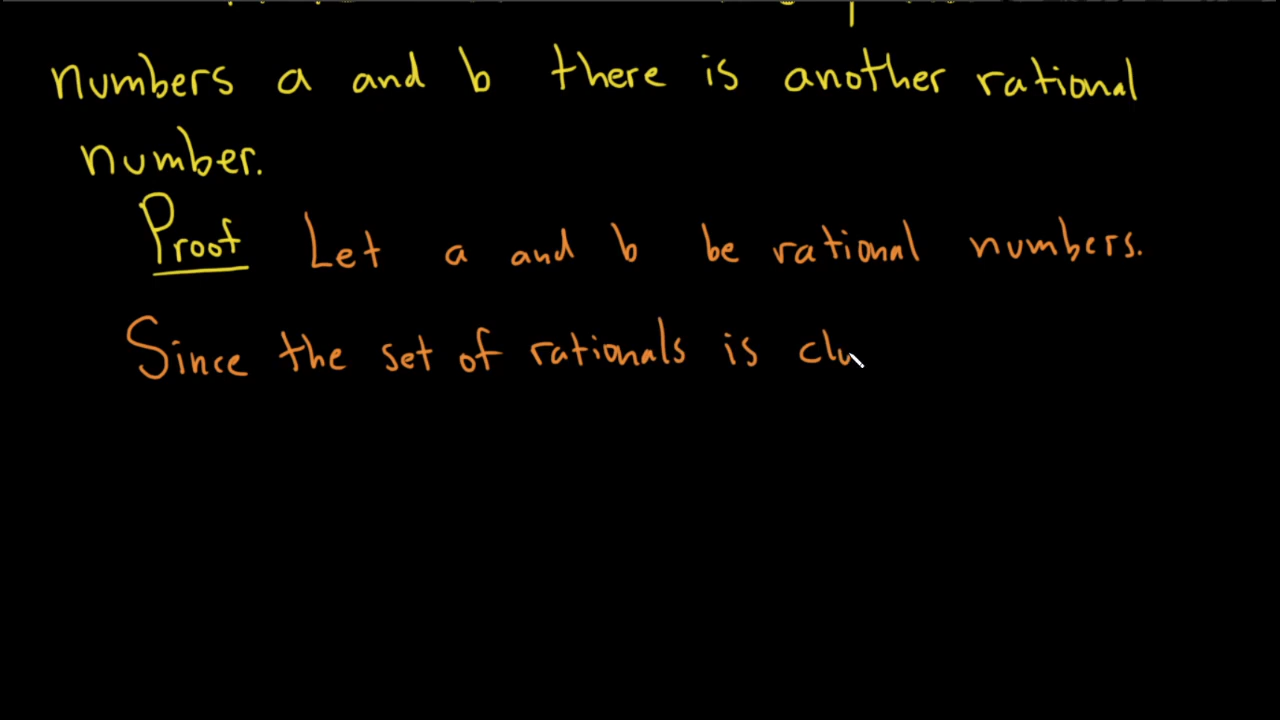 numbers a and b there is another rational
number.
Proof Let a and b be rational numbers.
Since the set of rationals is